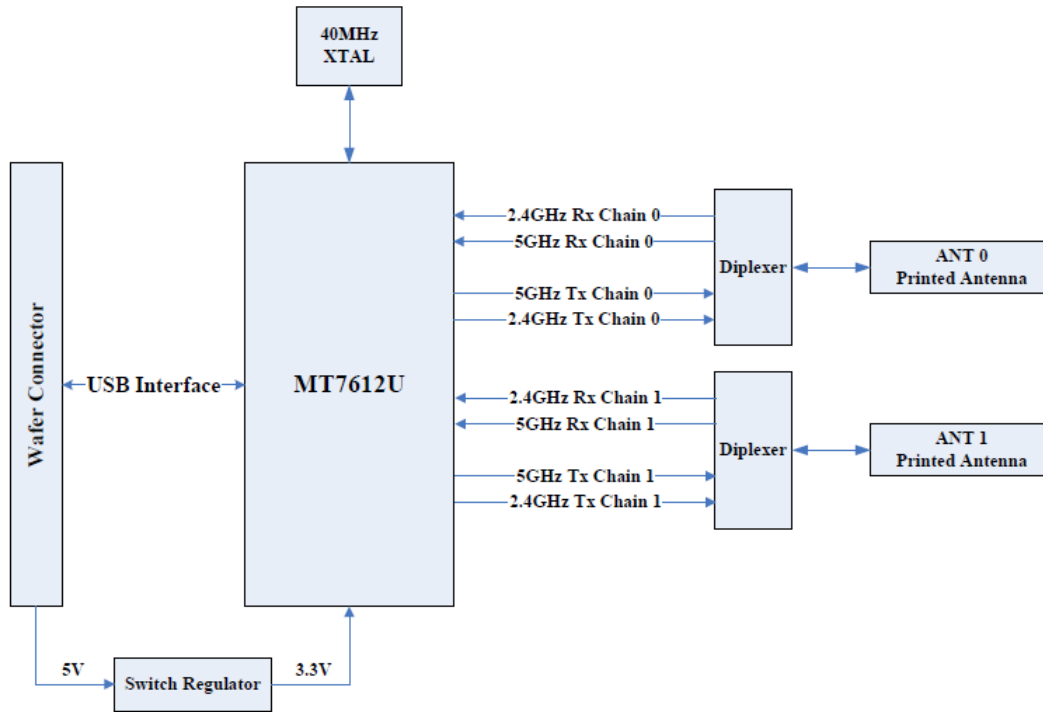 40MHz
XTAL
2.4GHz Rx Chain 0
5GHz Rx Chain 0
5GHz Tx Chain 0
2.4GHz Tx Chain 0
Diplexer
ANT 0
Printed Antenna
Wafer Connector
USB Interface
MT7612U
2.4GHz Rx Chain 1
5GHz Rx Chain 1
5GHz Tx Chain 1
2.4GHz Tx Chain 1
Diplexer
ANT 1
Printed Antenna
5V
Switch Regulator
3.3V